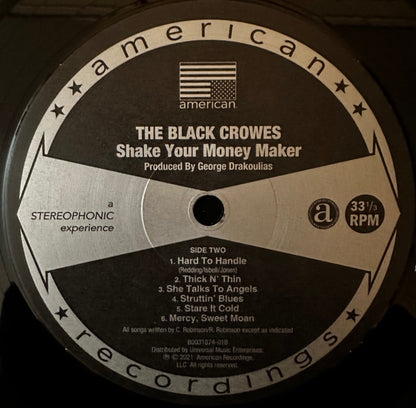 american
american
THE BLACK CROWES
Shake Your Money Maker
Produced By George Drakoulias
a
STEREOPHONIC
experience
a
33 1/3
RPM
SIDE TWO
1. Hard To Handle
(Redding/Isbell/Jones)
2. Thick N' Thin
3. She Talks To Angels
4. Struttin' Blues
5. Stare It Cold
6. Mercy, Sweet Moan
All songs written by C. Robinson/R. Robinson except as indicated
B0031074-01B
Distributed by Universal Music Enterprises.
℗ © 2021 American Recordings,
LLC. All rights reserved.
recordings